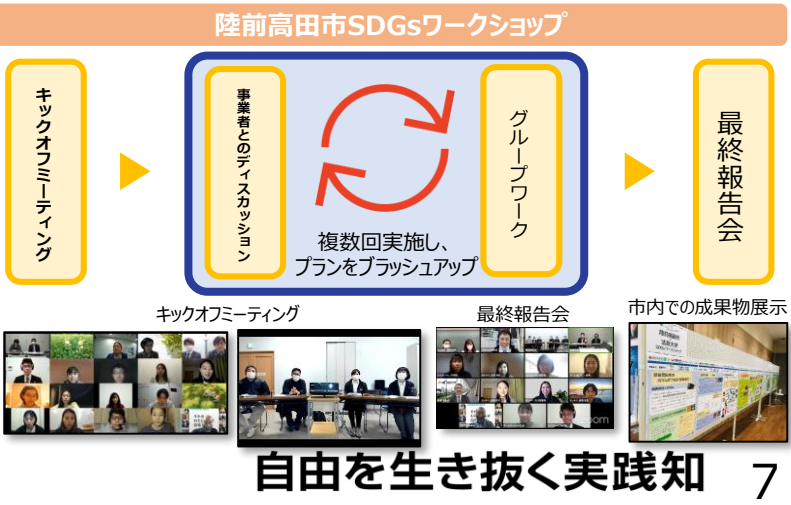 陸前高田市SDGsワークショップ
キックオフミーティング
事業者とのディスカッション
複数回実施し、
プランをブラッシュアップ
グループワーク
最終報告会
キックオフミーティング
最終報告会
市内での成果物展示
自由を生き抜く実践知
7